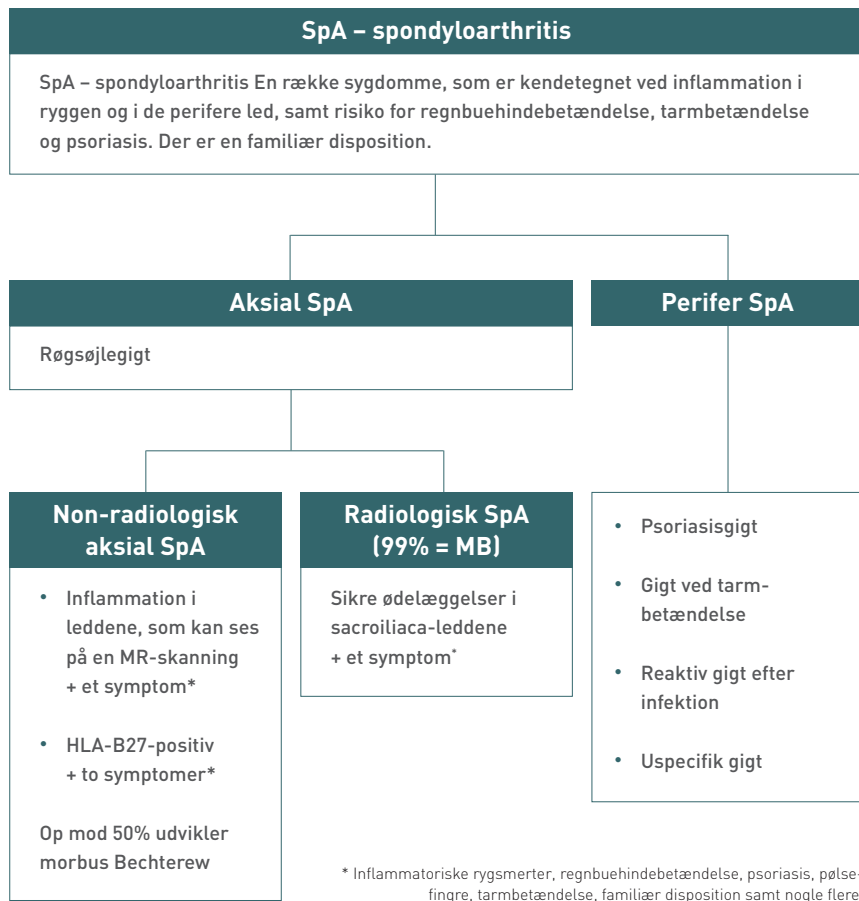 SpA – spondyloarthritis
SpA – spondyloarthritis En række sygdomme, som er kendetegnet ved inflammation i
ryggen og i de perifere led, samt risiko for regnbuehindebetændelse, tarmbetændelse
og psoriasis. Der er en familiær disposition.
Aksial SpA
Røgsøjlegigt
Perifer SpA
Non-radiologisk
aksial SpA
• Inflammation i
leddene, som kan ses
på en MR-skanning
+ et symptom*
• HLA-B27-positiv
+ to symptomer*
Op mod 50% udvikler
morbus Bechterew
Radiologisk SpA
(99% = MB)
Sikre ødelæggelser i
sacroiliaca-leddene
+ et symptom*
• Psoriasisgigt
• Gigt ved tarm-
betændelse
• Reaktiv gigt efter
infektion
• Uspecifik gigt
* Inflammatoriske rygsmerter, regnbuehindebetændelse, psoriasis, pølse-
fingre, tarmbetændelse, familiær disposition samt nogle flere